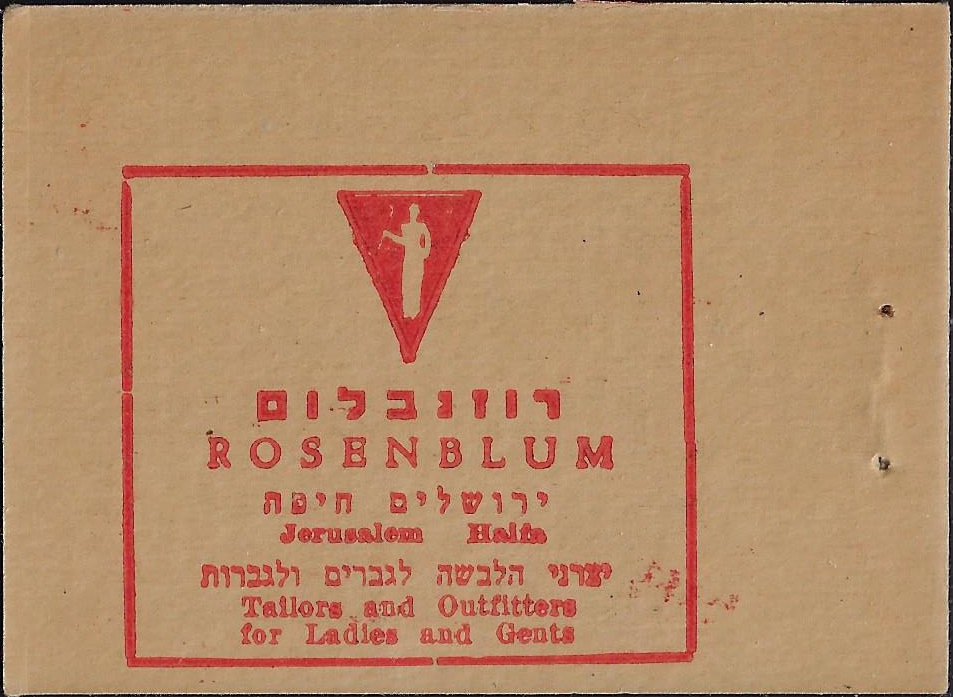 רוזנבלום
ROSENBLUM
ירושלים חיפה
Jerusalem Haifa
יצרני הלבשה לגברים ולגברות
Tailors and Outfitters
for Ladies and Gents